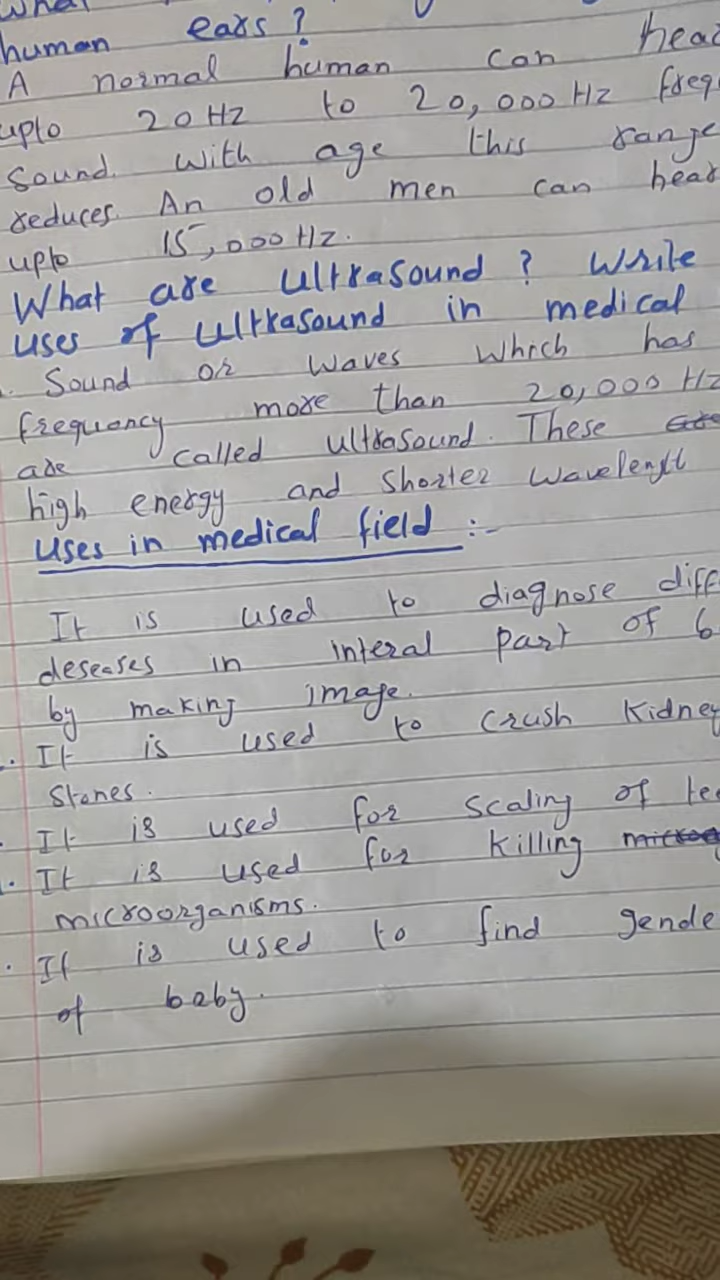 What
human ears?
A normal human can hear
upto 20Hz to 20,000 Hz freq
Sound. With age this range
reduces. An old men can hear
upto 15,000 Hz.
What are Ultrasound? Write
Uses of Ultrasound in medical
Sound or waves which has
frequency more than 20,000 Hz
are called Ultrasound. These
high energy and shorter wavelengt
Uses in medical field :-
It is used to diagnose diff
deseases in interal part of b
by making image.
It is used to crush Kidney
Stones.
It is used for scaling of tee
It is used for killing
microorganisms.
It is used to find gende
of baby.